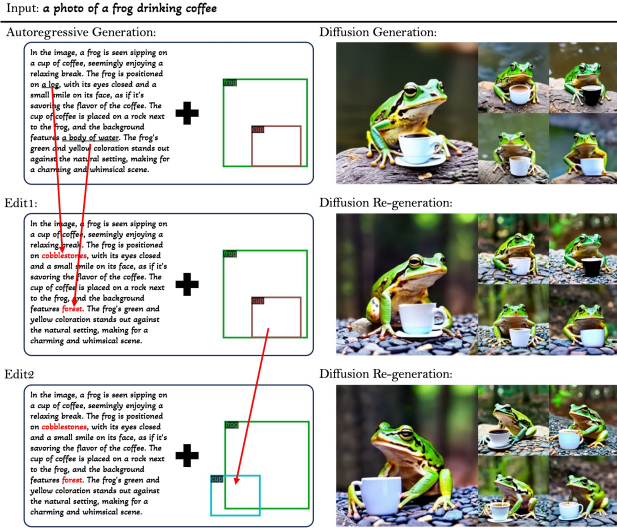 Input: a photo of a frog drinking coffee
Autoregressive Generation:
Diffusion Generation:
In the image, a frog is seen sipping on
a cup of coffee, seemingly enjoying a
relaxing break. The frog is positioned
on a log, with its eyes closed and a
small smile on its face, as if it's
savoring the flavor of the coffee. The
cup of coffee is placed on a rock next
to the frog, and the background
features a body of water. The frog's
green and yellow coloration stands out
against the natural setting, making for
a charming and whimsical scene.
frog
cup
Edit1:
Diffusion Re-generation:
In the image, a frog is seen sipping on
a cup of coffee, seemingly enjoying a
relaxing break. The frog is positioned
on cobblestones, with its eyes closed
and a small smile on its face, as if it's
savoring the flavor of the coffee. The
cup of coffee is placed on a rock next
to the frog, and the background
features forest. The frog's green and
yellow coloration stands out against
the natural setting, making for a
charming and whimsical scene.
frog
cup
Edit2
Diffusion Re-generation:
In the image, a frog is seen sipping on
a cup of coffee, seemingly enjoying a
relaxing break. The frog is positioned
on cobblestones, with its eyes closed
and a small smile on its face, as if it's
savoring the flavor of the coffee. The
cup of coffee is placed on a rock next
to the frog, and the background
features forest. The frog's green and
yellow coloration stands out against
the natural setting, making for a
charming and whimsical scene.
frog
cup